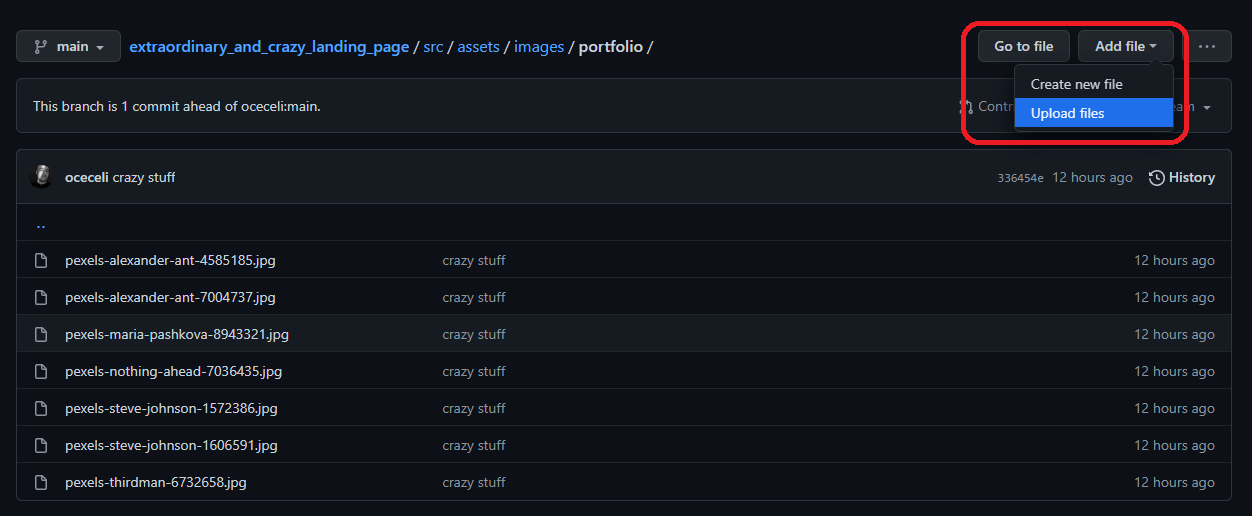 main extraordinary_and_crazy_landing_page / src / assets / images / portfolio / Go to file Add file ...
Create new file
This branch is 1 commit ahead of oceceli:main.
Upload files
oceceli crazy stuff 336454e 12 hours ago History
..
pexels-alexander-ant-4585185.jpg crazy stuff 12 hours ago
pexels-alexander-ant-7004737.jpg crazy stuff 12 hours ago
pexels-maria-pashkova-8943321.jpg crazy stuff 12 hours ago
pexels-nothing-ahead-7036435.jpg crazy stuff 12 hours ago
pexels-steve-johnson-1572386.jpg crazy stuff 12 hours ago
pexels-steve-johnson-1606591.jpg crazy stuff 12 hours ago
pexels-thirdman-6732658.jpg crazy stuff 12 hours ago